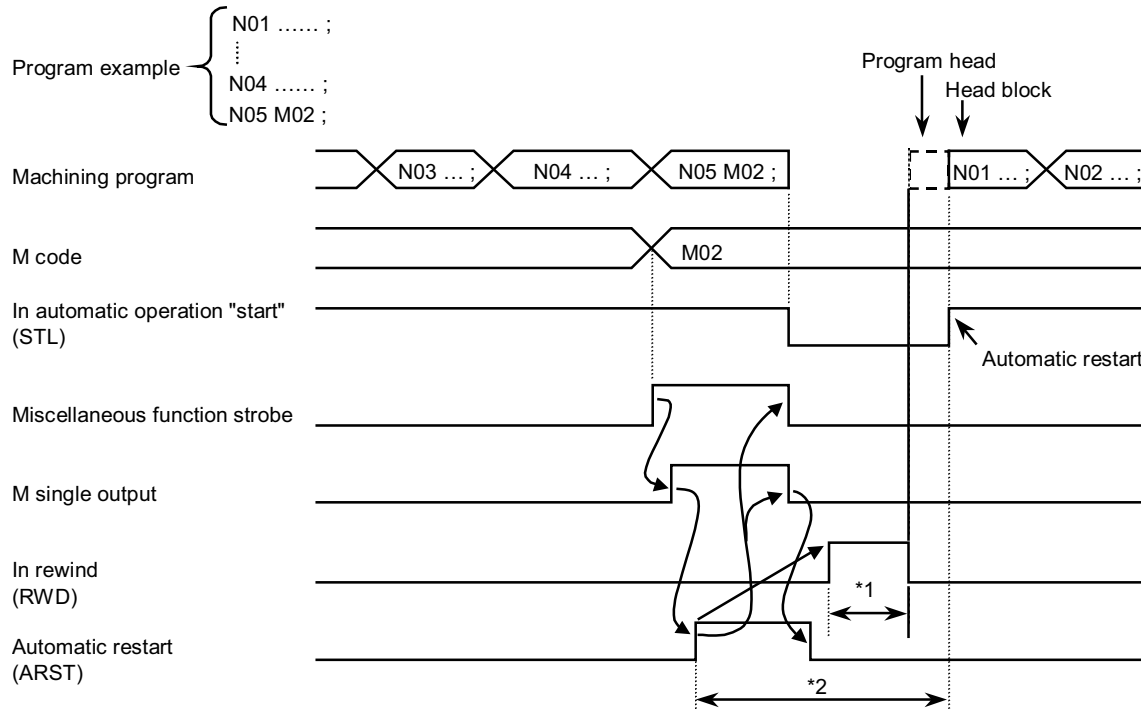 Program example
N01 …… ;
N04 …… ;
N05 M02 ;
Program head
Head block
Machining program
N03 … ;
N04 … ;
N05 M02 ;
N01 … ;
N02 … ;
M code
M02
In automatic operation "start"
(STL)
Automatic restart
Miscellaneous function strobe
M single output
In rewind
(RWD)
*1
Automatic restart
(ARST)
*2